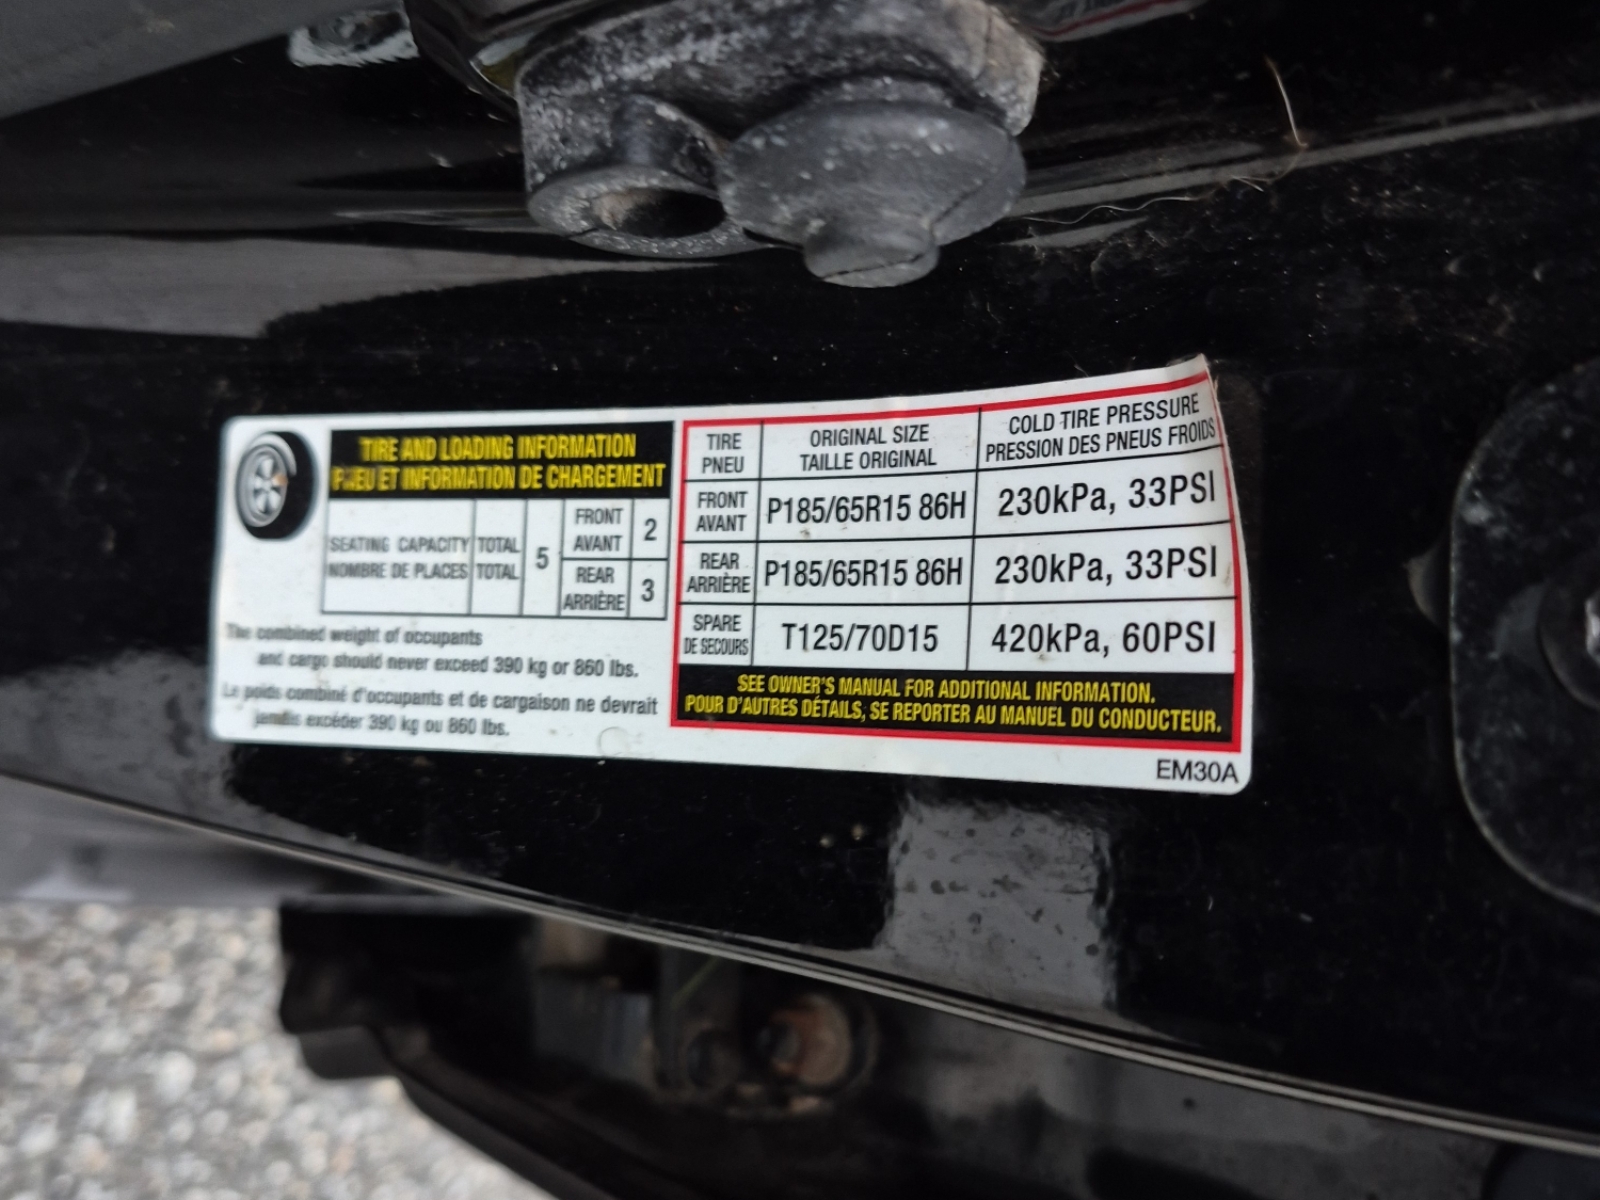 TIRE AND LOADING INFORMATION
PNEU ET INFORMATION DE CHARGEMENT
SEATING CAPACITY TOTAL 5 FRONT 2
NOMBRE DE PLACES TOTAL AVANT
REAR 3
ARRIÈRE
The combined weight of occupants
and cargo should never exceed 390 kg or 860 lbs.
Le poids combiné d'occupants et de cargaison ne devrait
jamais excéder 390 kg ou 860 lbs.
TIRE ORIGINAL SIZE COLD TIRE PRESSURE
PNEU TAILLE ORIGINAL PRESSION DES PNEUS FROIDS
FRONT P185/65R15 86H 230kPa, 33PSI
AVANT
REAR P185/65R15 86H 230kPa, 33PSI
ARRIÈRE
SPARE T125/70D15 420kPa, 60PSI
DE SECOURS
SEE OWNER'S MANUAL FOR ADDITIONAL INFORMATION.
POUR D'AUTRES DÉTAILS, SE REPORTER AU MANUEL DU CONDUCTEUR.
EM30A